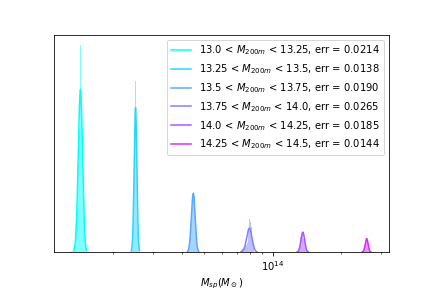 13.0 < M200m < 13.25, err = 0.0214
13.25 < M200m < 13.5, err = 0.0138
13.5 < M200m < 13.75, err = 0.0190
13.75 < M200m < 14.0, err = 0.0265
14.0 < M200m < 14.25, err = 0.0185
14.25 < M200m < 14.5, err = 0.0144
10^14
Msp(M⊙)